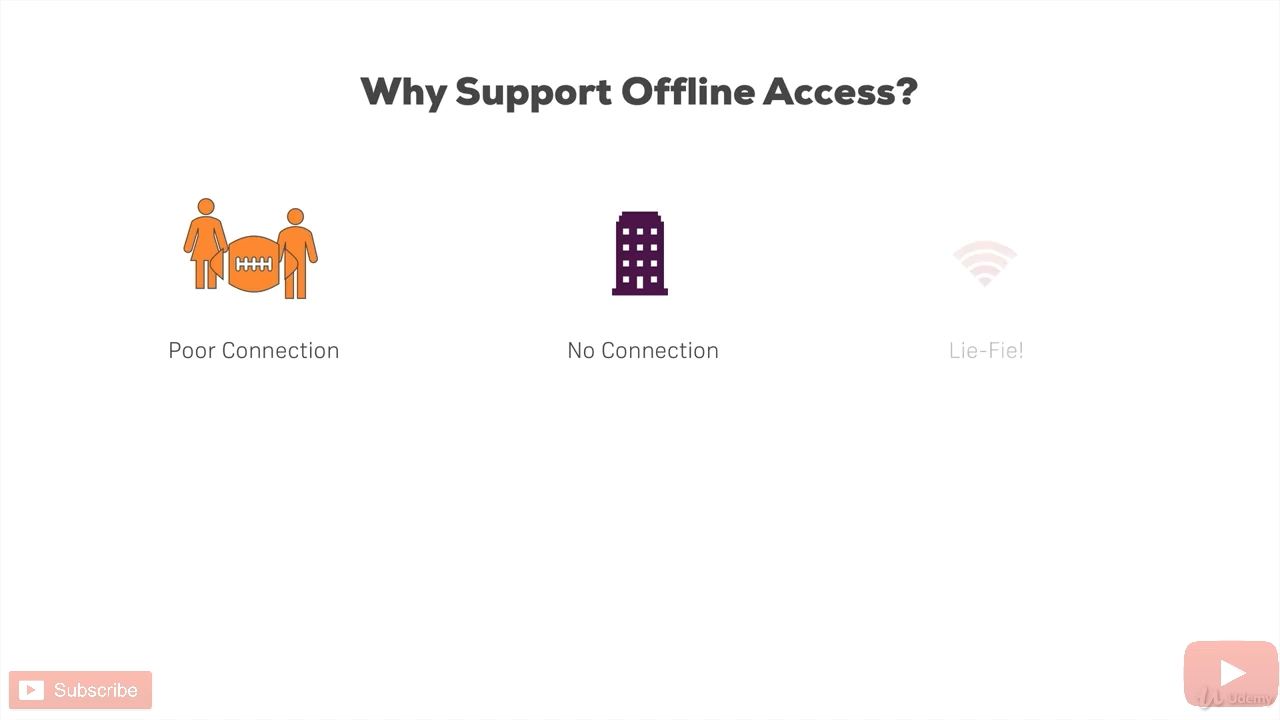 Why Support Offline Access?
Poor Connection
No Connection
Lie-Fie!
Subscribe
Udemy